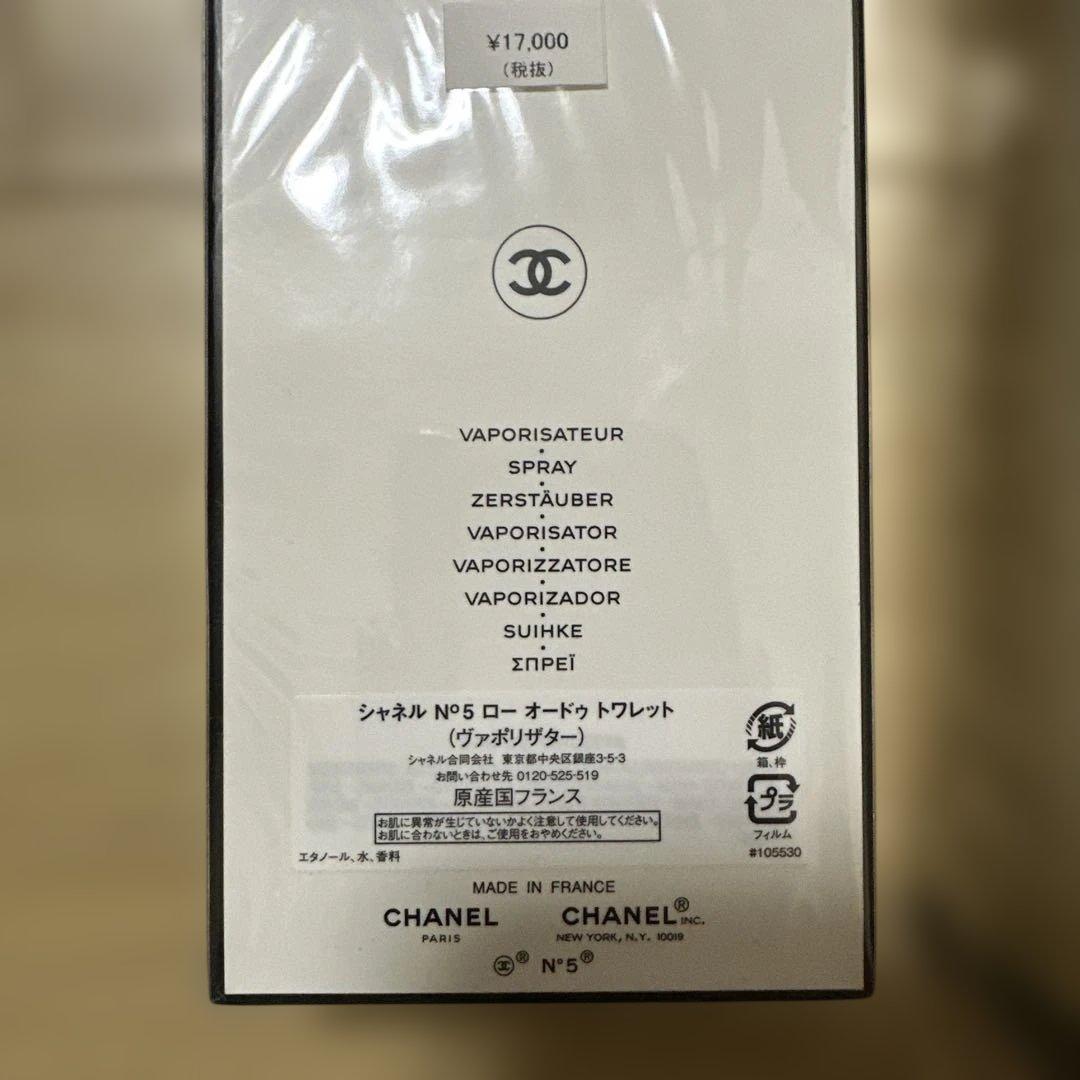 ¥17,000
(税抜)
VAPORISATEUR
SPRAY
ZERSTÄUBER
VAPORISATOR
VAPORIZZATORE
VAPORIZADOR
SUIHKE
ΣΠΡΕΪ
シャネル Nº5 ロー オードゥ トワレット
(ヴァポリザター)
シャネル合同会社 東京都中央区銀座3-5-3
お問い合わせ先 0120-525-519
原産国フランス
お肌に異常が生じていないかよく注意して使用してください。
お肌に合わないときは、ご使用をおやめください。
エタノール、水、香料
紙
箱、枠
プラ
フィルム
#105530
MADE IN FRANCE
CHANEL CHANEL® INC.
PARIS NEW YORK, N.Y. 10019
® N°5®